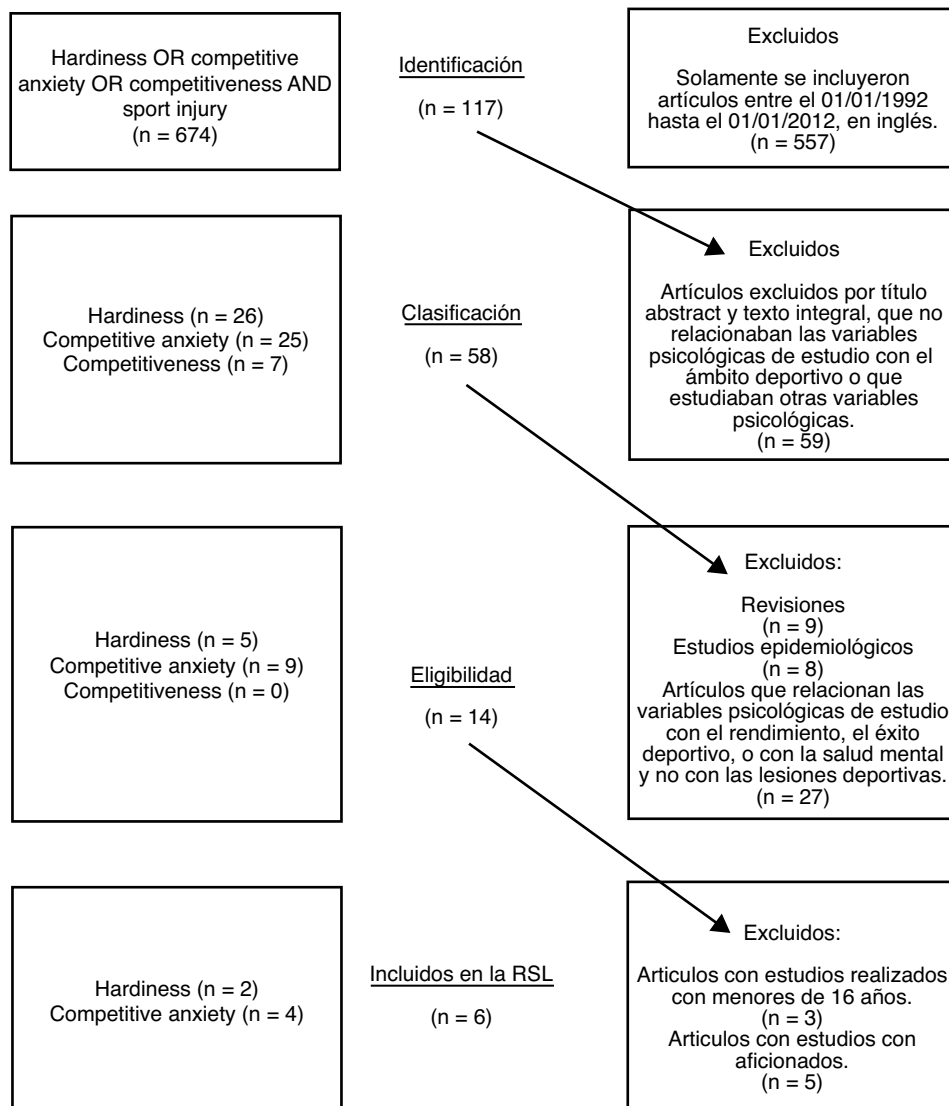 Hardiness OR competitive
anxiety OR competitiveness AND
sport injury
(n = 674)
Identificación
(n = 117)
Excluidos
Solamente se incluyeron
artículos entre el 01/01/1992
hasta el 01/01/2012, en inglés.
(n = 557)
Hardiness (n = 26)
Competitive anxiety (n = 25)
Competitiveness (n = 7)
Clasificación
(n = 58)
Excluidos
Artículos excluidos por título
abstract y texto integral, que no
relacionaban las variables
psicológicas de estudio con el
ámbito deportivo o que
estudiaban otras variables
psicológicas.
(n = 59)
Hardiness (n = 5)
Competitive anxiety (n = 9)
Competitiveness (n = 0)
Eligibilidad
(n = 14)
Excluidos:
Revisiones
(n = 9)
Estudios epidemiológicos
(n = 8)
Artículos que relacionan las
variables psicológicas de estudio
con el rendimiento, el éxito
deportivo, o con la salud mental
y no con las lesiones deportivas.
(n = 27)
Hardiness (n = 2)
Competitive anxiety (n = 4)
Incluidos en la RSL
(n = 6)
Excluidos:
Articulos con estudios realizados
con menores de 16 años.
(n = 3)
Articulos con estudios con
aficionados.
(n = 5)